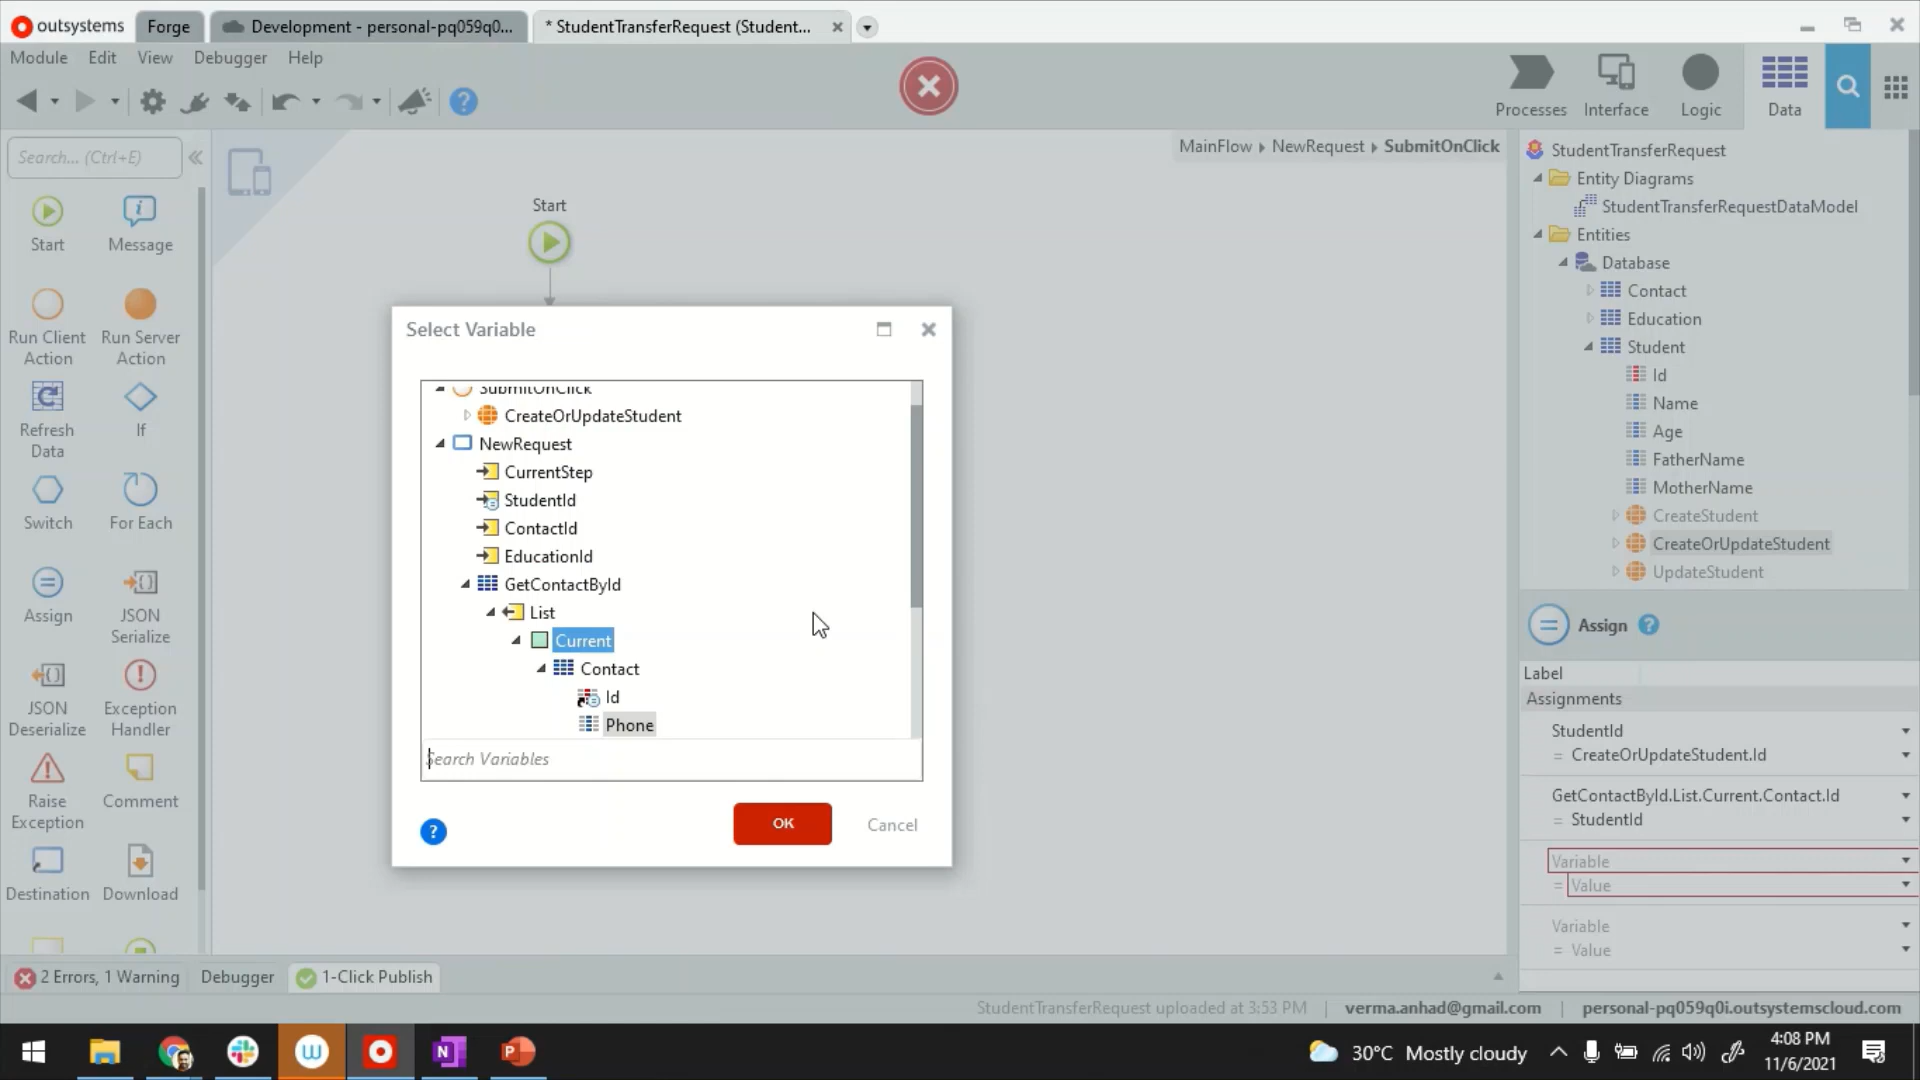 outsystems
Forge
Development - personal-pq059q0...
* StudentTransferRequest (Student...
Module Edit View Debugger Help
Processes Interface Logic Data
Search... (Ctrl+E)
MainFlow NewRequest SubmitOnClick
Start
Message
Run Client Action
Run Server Action
Refresh Data
If
Switch
For Each
Assign
JSON Serialize
JSON Deserialize
Exception Handler
Raise Exception
Comment
Destination
Download
Start
Select Variable
SubmitOnClick
CreateOrUpdateStudent
NewRequest
CurrentStep
StudentId
ContactId
EducationId
GetContactById
List
Current
Contact
Id
Phone
Search Variables
OK
Cancel
StudentTransferRequest
Entity Diagrams
StudentTransferRequestDataModel
Entities
Database
Contact
Education
Student
Id
Name
Age
FatherName
MotherName
CreateStudent
CreateOrUpdateStudent
UpdateStudent
Assign
Label
Assignments
StudentId
= CreateOrUpdateStudent.Id
GetContactById.List.Current.Contact.Id
= StudentId
Variable
= Value
Variable
= Value
2 Errors, 1 Warning
Debugger
1-Click Publish
StudentTransferRequest uploaded at 3:53 PM | verma.anhad@gmail.com | personal-pq059q0i.outsystemscloud.com
30°C Mostly cloudy
4:08 PM
11/6/2021